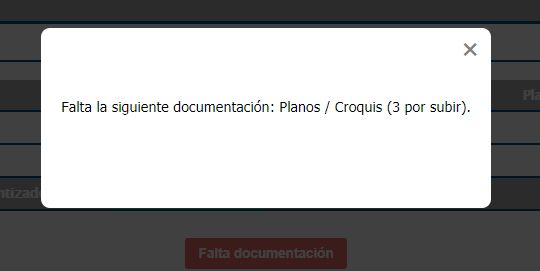 Falta la siguiente documentación: Planos / Croquis (3 por subir).
Falta documentación